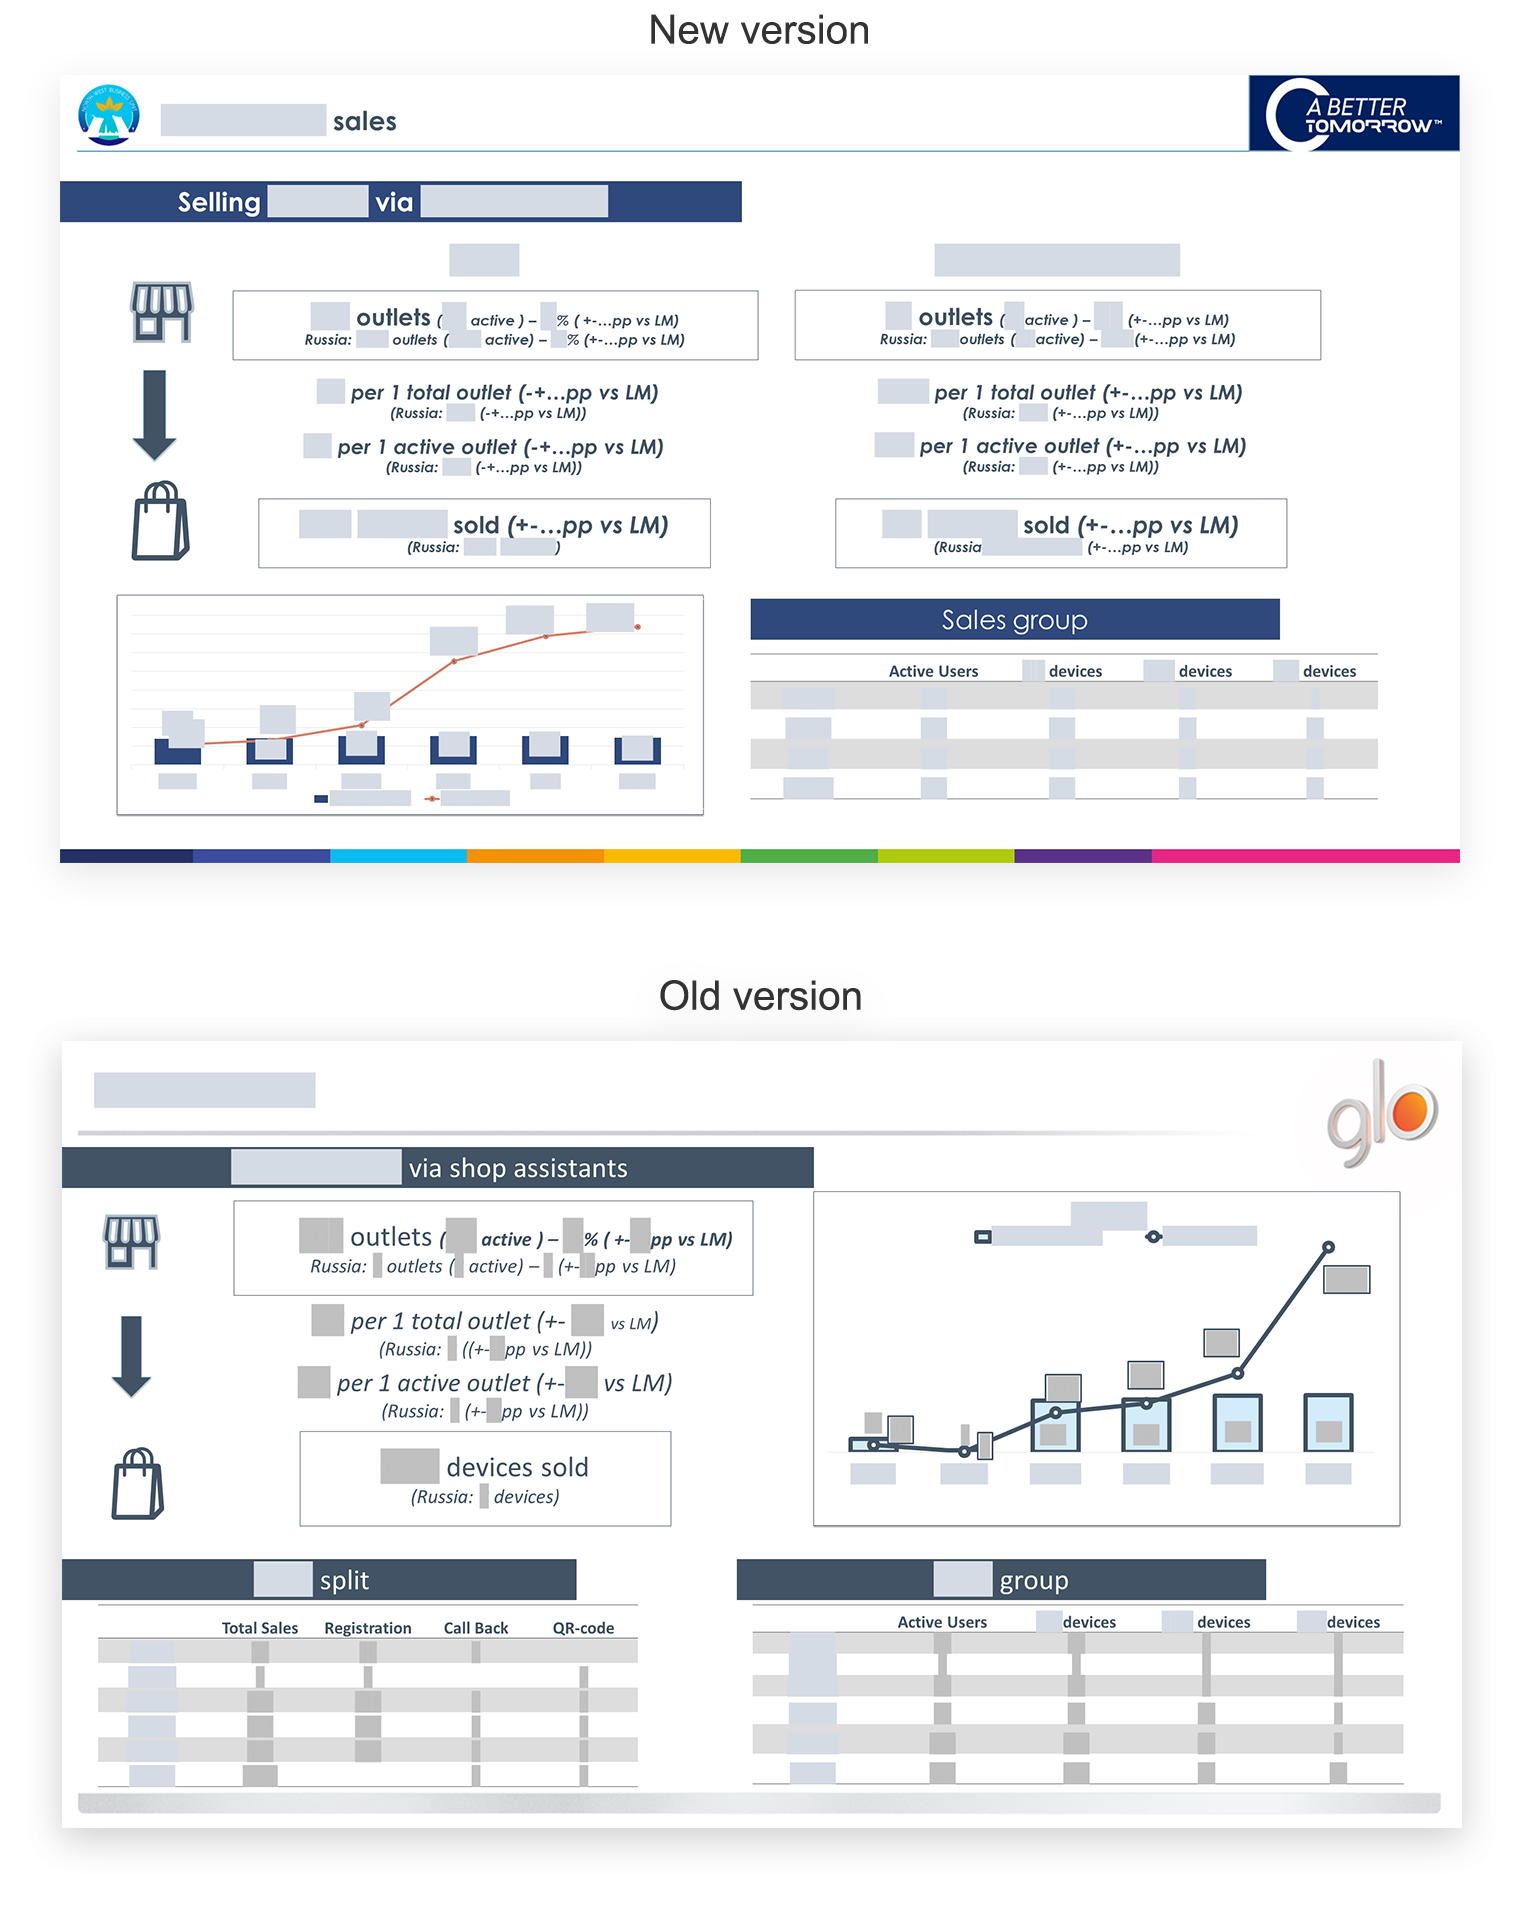 New version
NORTH WEST BUSINESS UNIT
sales
A BETTER
TOMORROW™
Selling via
outlets ( active ) – % ( +-...pp vs LM)
Russia: outlets ( active) – % (+-...pp vs LM)
per 1 total outlet (-+...pp vs LM)
(Russia: (-+...pp vs LM))
per 1 active outlet (-+...pp vs LM)
(Russia: (-+...pp vs LM))
sold (+-...pp vs LM)
(Russia: )
outlets ( active ) – (+-...pp vs LM)
Russia: outlets ( active) – (+-...pp vs LM)
per 1 total outlet (+-...pp vs LM)
(Russia: (+-...pp vs LM))
per 1 active outlet (+-...pp vs LM)
(Russia: (+-...pp vs LM))
sold (+-...pp vs LM)
(Russia (+-...pp vs LM)
Sales group
Active Users devices devices devices
Old version
glo
via shop assistants
outlets ( active ) – % ( +- pp vs LM)
Russia: outlets ( active) – (+- pp vs LM)
per 1 total outlet (+- vs LM)
(Russia: ((+- pp vs LM))
per 1 active outlet (+- vs LM)
(Russia: (+- pp vs LM))
devices sold
(Russia: devices)
split
Total Sales Registration Call Back QR-code
group
Active Users devices devices devices